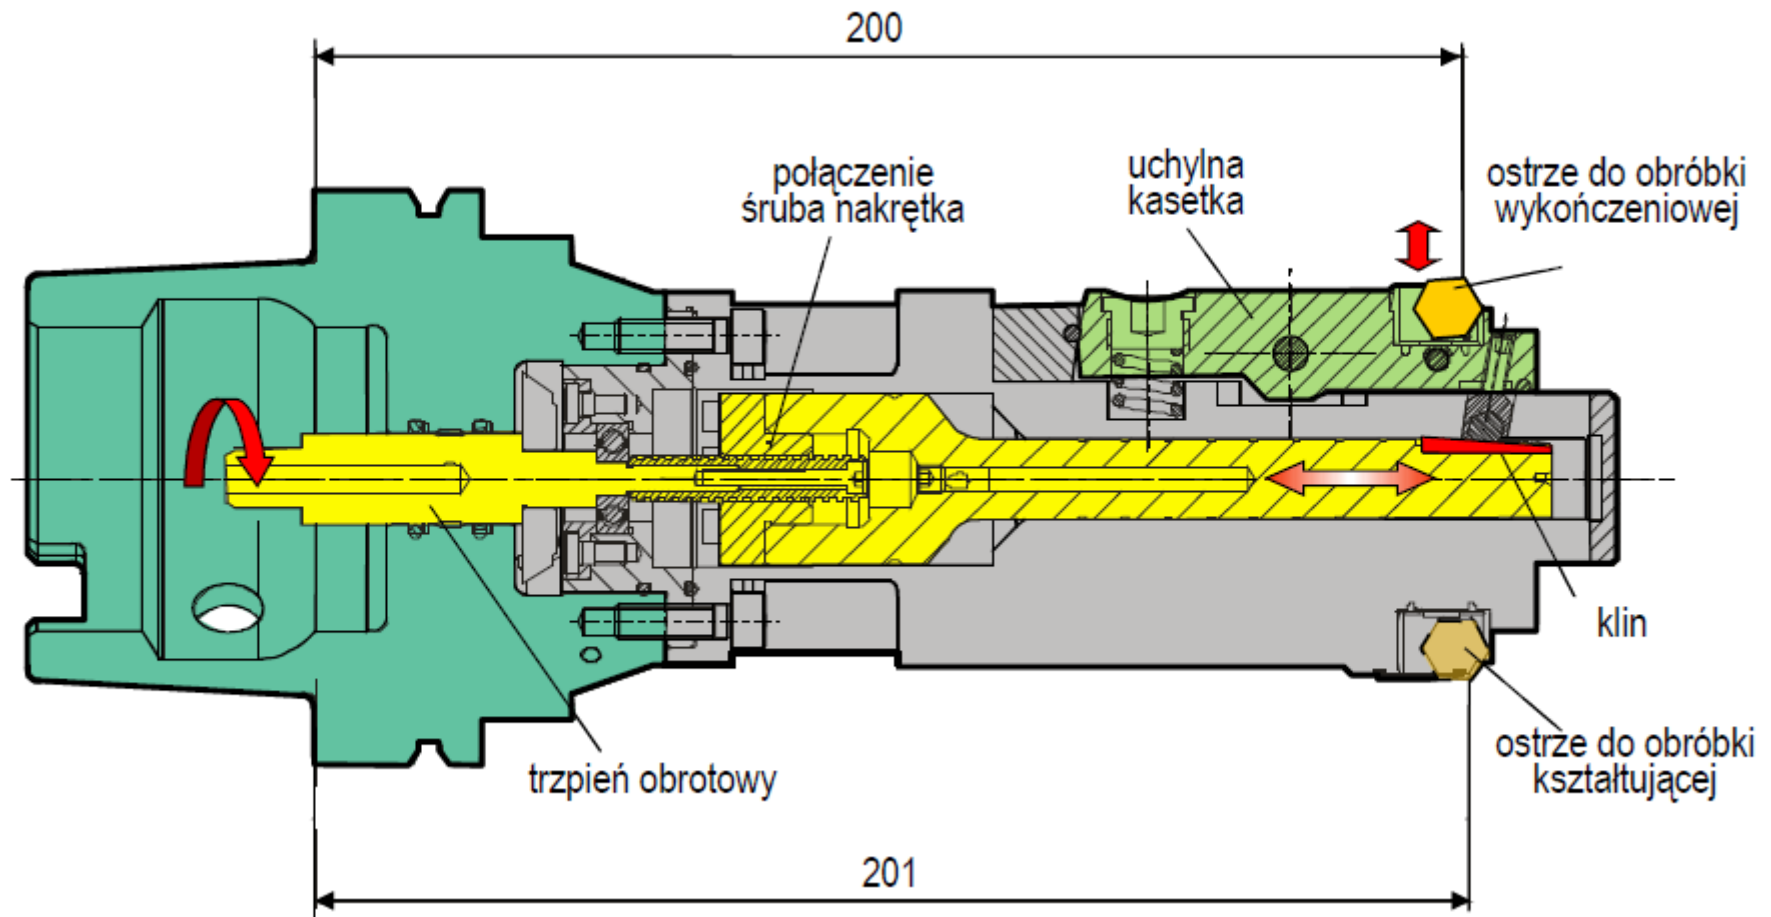 200
połączenie
śruba nakrętka
uchylna
kasetka
ostrze do obróbki
wykończeniowej
klin
trzpień obrotowy
ostrze do obróbki
kształtującej
201